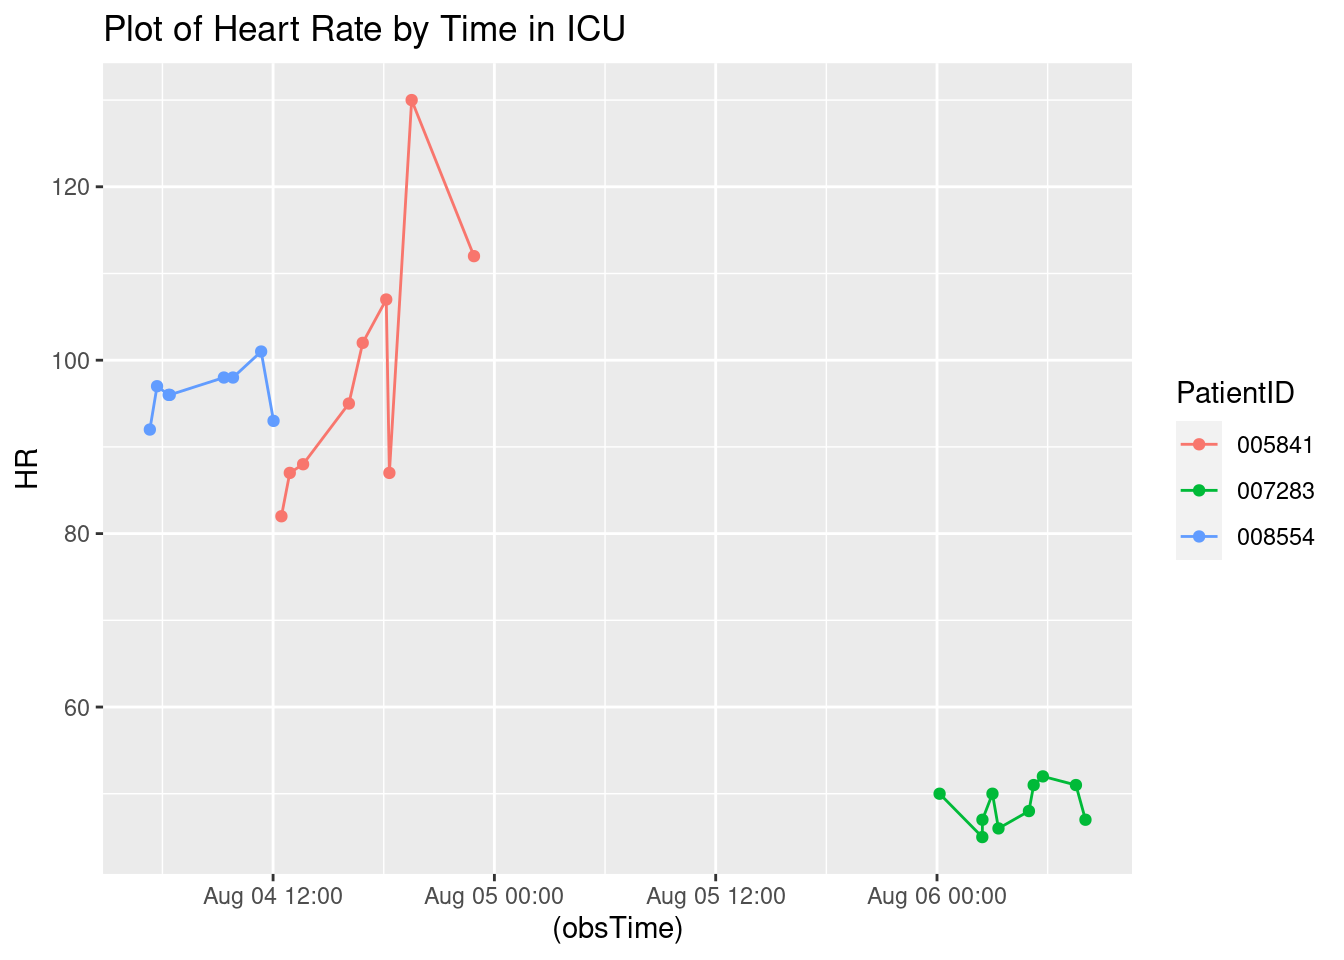 Plot of Heart Rate by Time in ICU
120
100
80
60
HR
Aug 04 12:00
Aug 05 00:00
Aug 05 12:00
Aug 06 00:00
(obsTime)
PatientID
005841
007283
008554